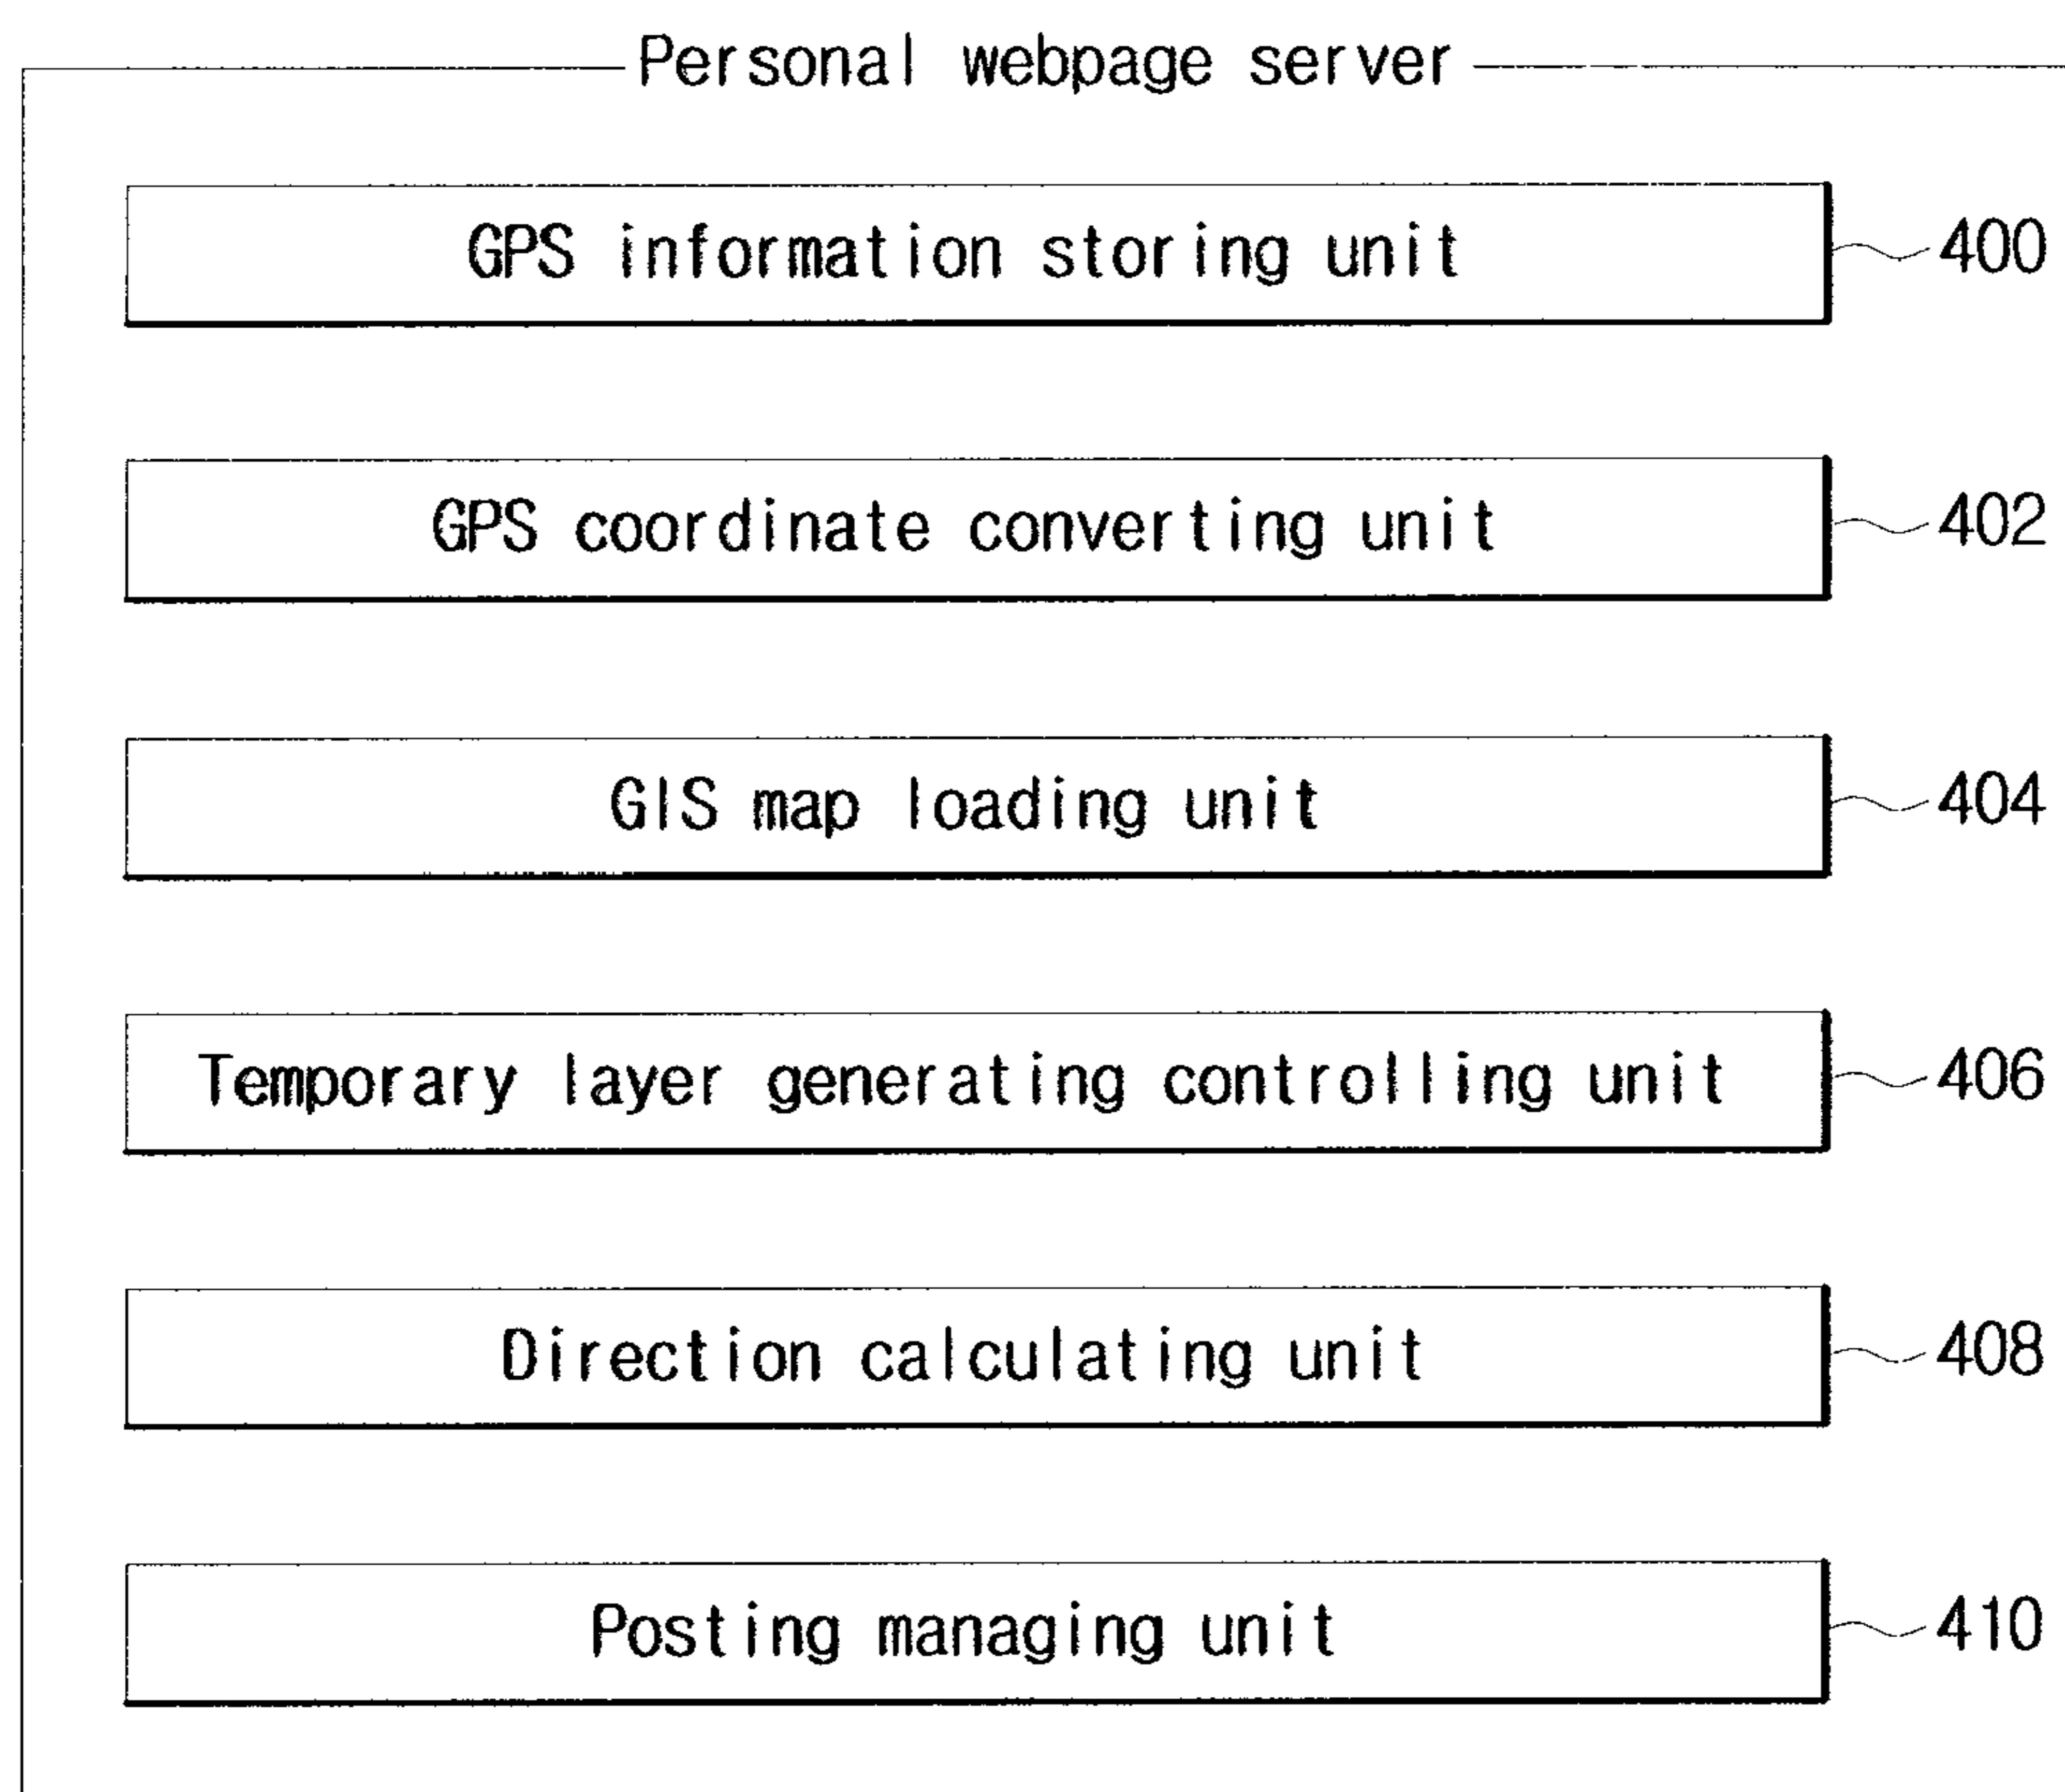 Personal webpage server
GPS information storing unit 400
GPS coordinate converting unit 402
GIS map loading unit 404
Temporary layer generating controlling unit 406
Direction calculating unit 408
Posting managing unit 410